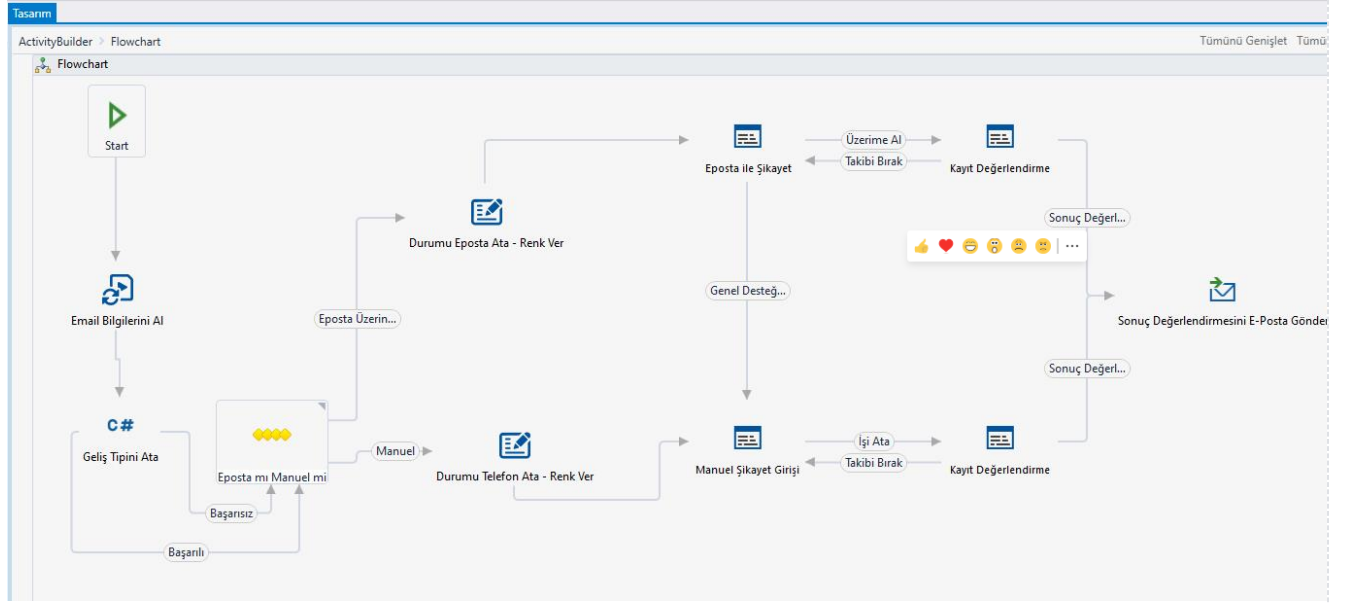 Tasarım
ActivityBuilder > Flowchart
Tümünü Genişlet Tümü
Flowchart
Start
Eposta ile Şikayet
Üzerime Al
Takibi Bırak
Kayıt Değerlendirme
Durumu Eposta Ata - Renk Ver
Sonuç Değerl...
Email Bilgilerini Al
Eposta Üzerin...
Genel Desteğ...
Sonuç Değerlendirmesini E-Posta Gönder
Sonuç Değerl...
C#
Geliş Tipini Ata
Eposta mı Manuel mi
Manuel
Durumu Telefon Ata - Renk Ver
Manuel Şikayet Girişi
İşi Ata
Takibi Bırak
Kayıt Değerlendirme
Başarısız
Başarılı